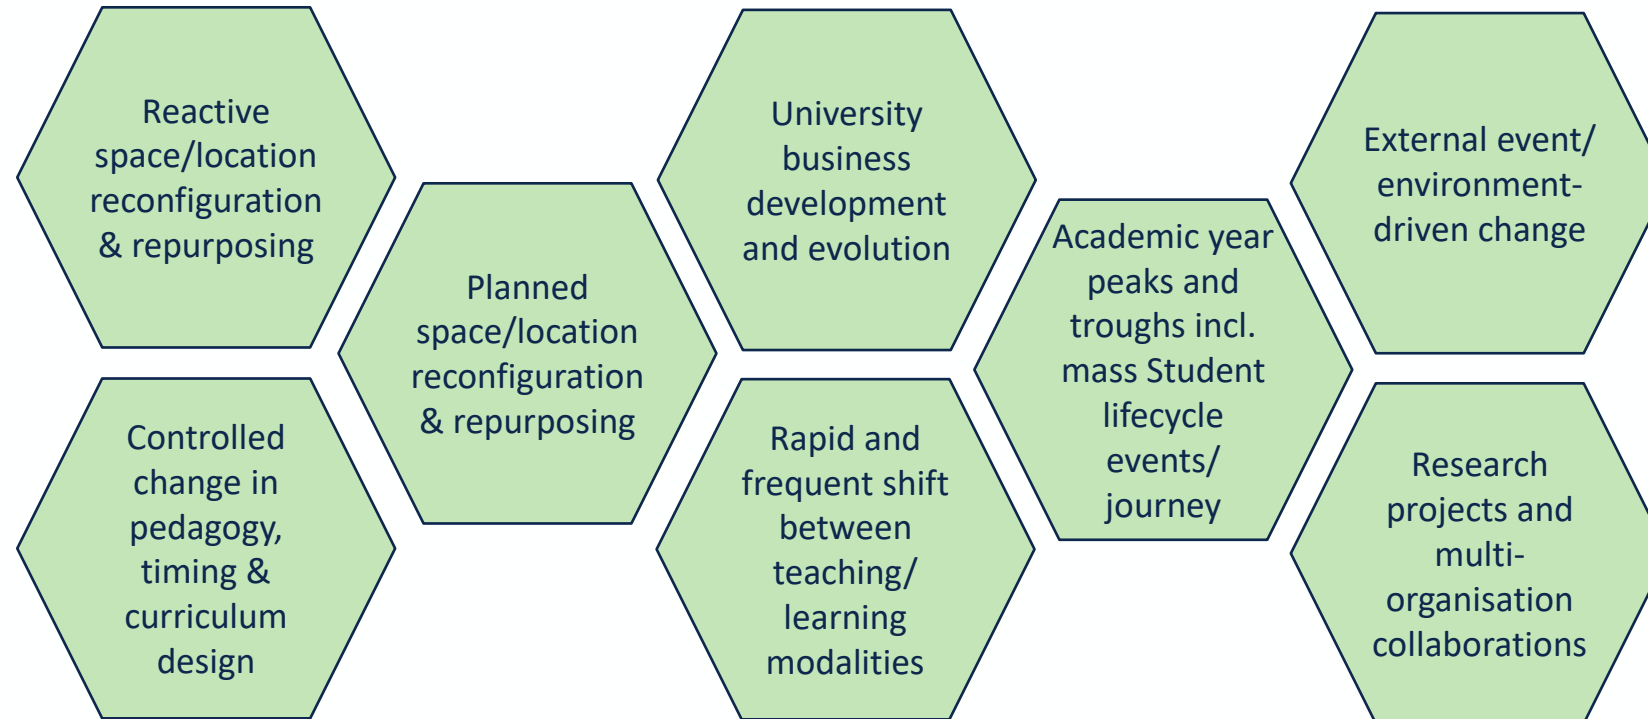 Reactive
space/location
reconfiguration
& repurposing
Controlled
change in
pedagogy,
timing &
curriculum
design
Planned
space/location
reconfiguration
& repurposing
University
business
development
and evolution
Rapid and
frequent shift
between
teaching/
learning
modalities
Academic year
peaks and
troughs incl.
mass Student
lifecycle
events/
journey
External event/
environment-
driven change
Research
projects and
multi-
organisation
collaborations